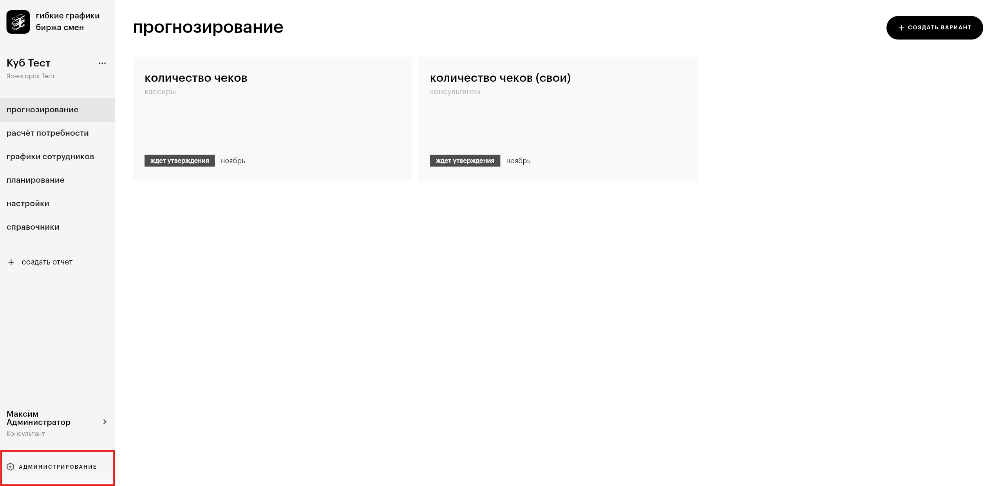 гибкие графики
биржа смен
Куб Тест
Ясногорск Тест
прогнозирование
расчёт потребности
графики сотрудников
планирование
настройки
справочники
+ создать отчет
Максим
Администратор
Консультант
АДМИНИСТРИРОВАНИЕ
прогнозирование
+ СОЗДАТЬ ВАРИАНТ
количество чеков
кассиры
ждет утверждения ноябрь
количество чеков (свои)
консультанты
ждет утверждения ноябрь